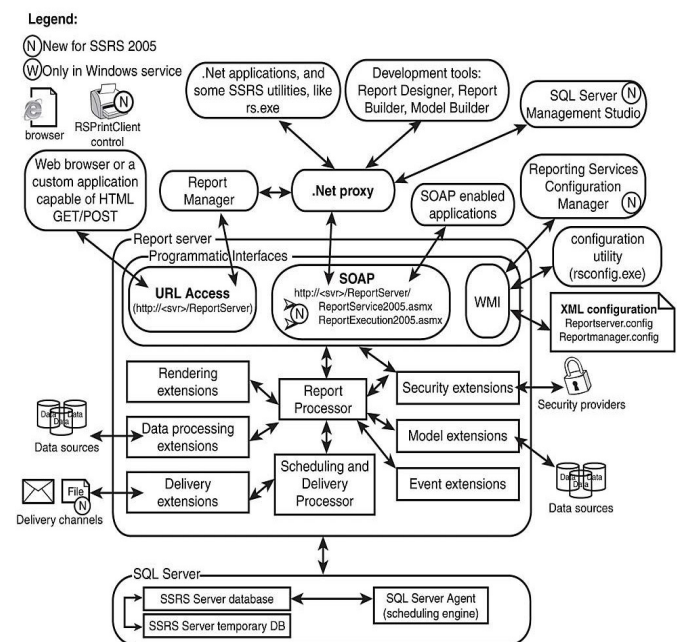 Legend:
N New for SSRS 2005
W Only in Windows service
browser
N
RSPrintClient
control
.Net applications, and
some SSRS utilities, like
rs.exe
Development tools:
Report Designer, Report
Builder, Model Builder
SQL Server N
Management Studio
Web browser or a
custom application
capable of HTML
GET/POST
Report
Manager
.Net proxy
SOAP enabled
applications
Reporting Services
Configuration
Manager N
Report server
Programmatic Interfaces
URL Access
(http://<svr>/ReportServer)
SOAP
http://<svr>/ReportServer/
ReportService2005.asmx
N
ReportExecution2005.asmx
WMI
configuration
utility
(rsconfig.exe)
XML configuration
Reportserver.config
Reportmanager.config
Rendering
extensions
Report
Processor
Security extensions
Security providers
Data Data
Data
Data sources
Data processing
extensions
Model extensions
Delivery
extensions
Scheduling and
Delivery
Processor
Event extensions
File
N
Delivery channels
Data Data
Data
Data sources
SQL Server
SSRS Server database
SSRS Server temporary DB
SQL Server Agent
(scheduling engine)